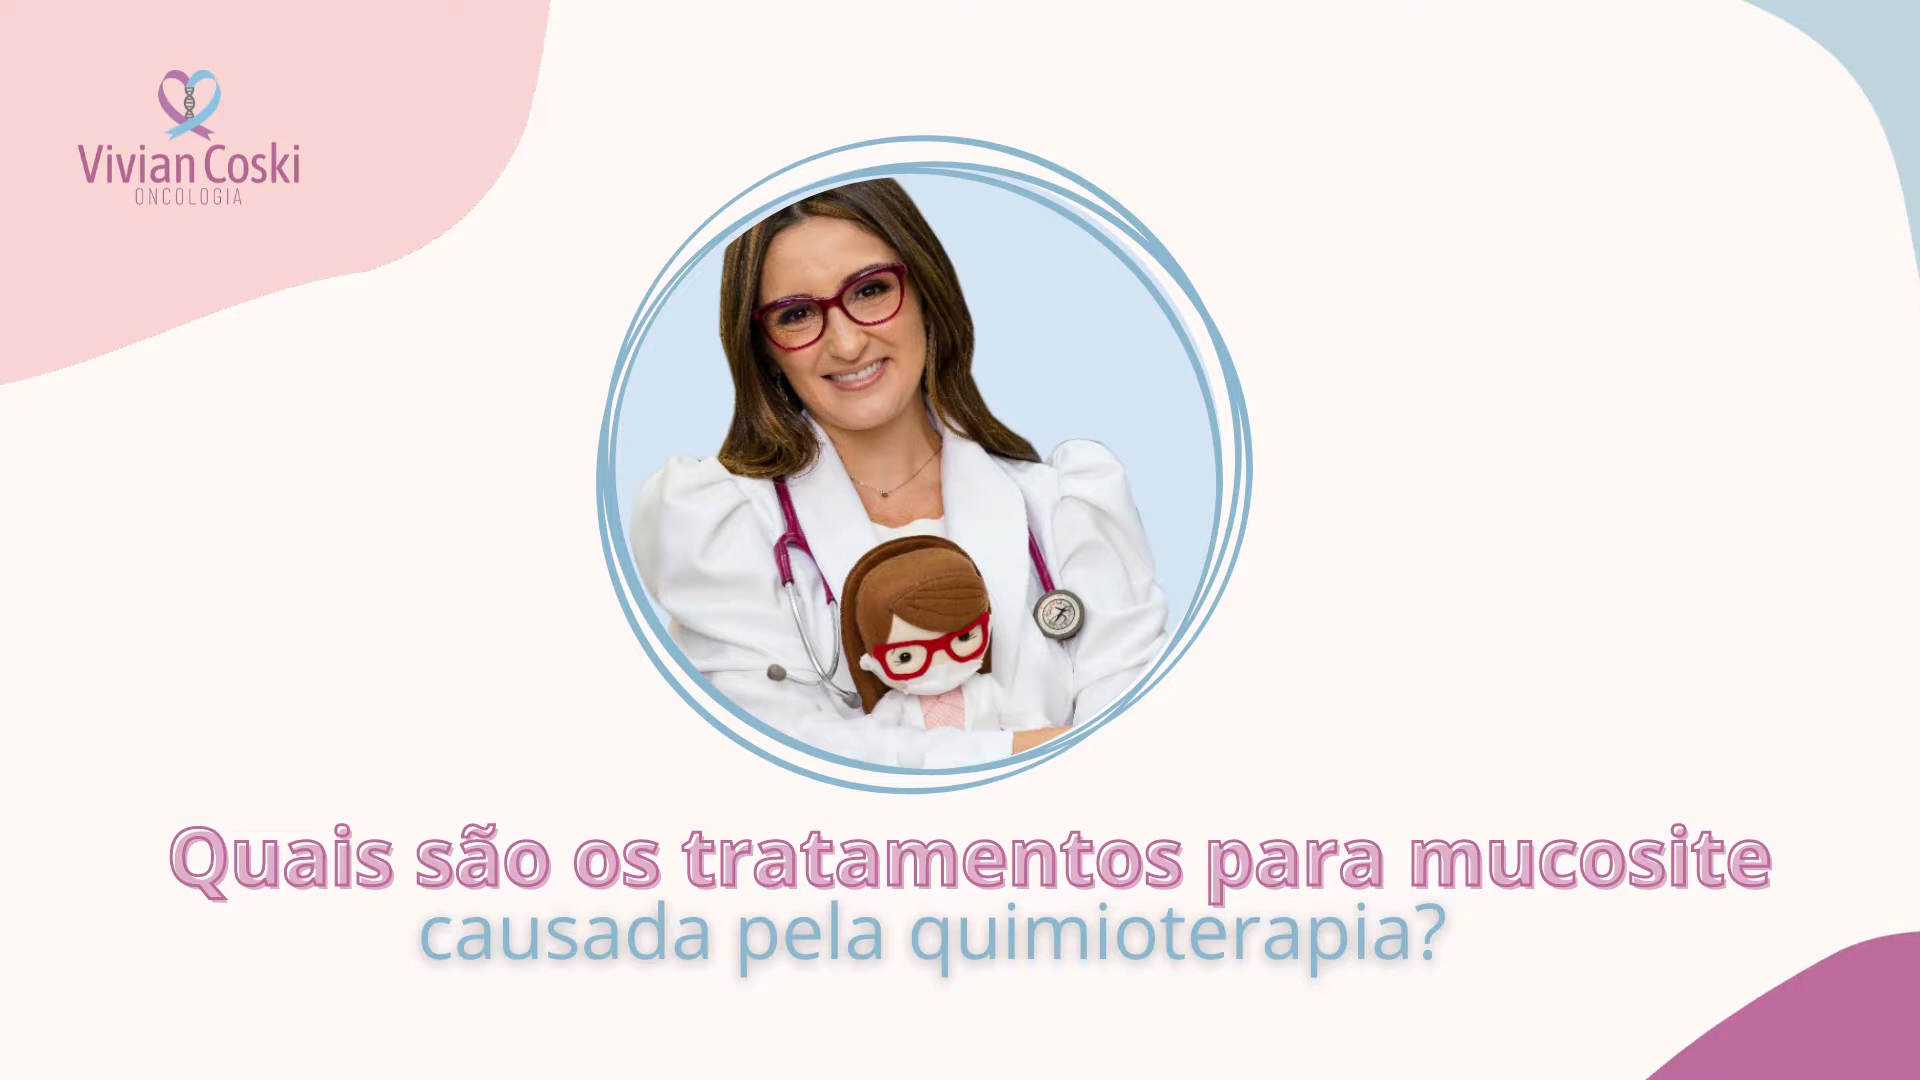 Vivian Coski
ONCOLOGIA
Quais são os tratamentos para mucosite
causada pela quimioterapia?